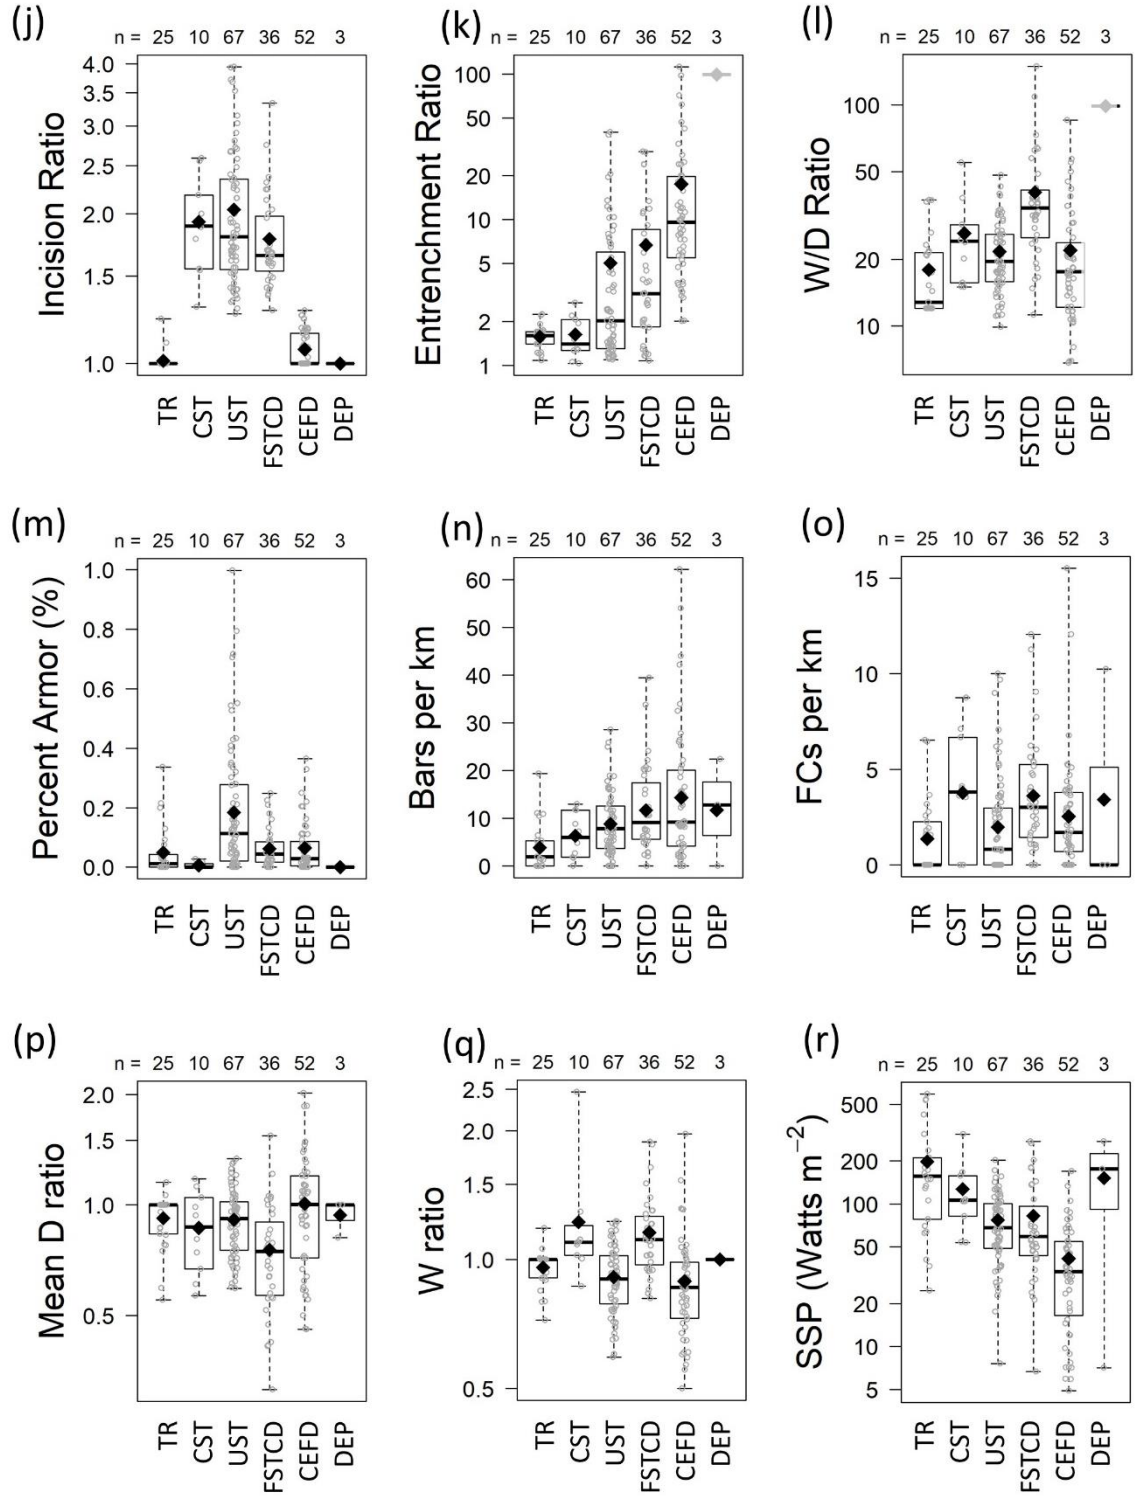 (j)
n = 25 10 67 36 52 3
Incision Ratio
4.0
3.5
3.0
2.5
2.0
1.5
1.0
TR CST UST FSTCD CEFD DEP
(k)
n = 25 10 67 36 52 3
Entrenchment Ratio
100
50
20
10
5
2
1
TR CST UST FSTCD CEFD DEP
(l)
n = 25 10 67 36 52 3
W/D Ratio
100
50
20
10
TR CST UST FSTCD CEFD DEP
(m)
n = 25 10 67 36 52 3
Percent Armor (%)
1.0
0.8
0.6
0.4
0.2
0.0
TR CST UST FSTCD CEFD DEP
(n)
n = 25 10 67 36 52 3
Bars per km
60
50
40
30
20
10
0
TR CST UST FSTCD CEFD DEP
(o)
n = 25 10 67 36 52 3
FCs per km
15
10
5
0
TR CST UST FSTCD CEFD DEP
(p)
n = 25 10 67 36 52 3
Mean D ratio
2.0
1.5
1.0
0.5
TR CST UST FSTCD CEFD DEP
(q)
n = 25 10 67 36 52 3
W ratio
2.5
2.0
1.5
1.0
0.5
TR CST UST FSTCD CEFD DEP
(r)
n = 25 10 67 36 52 3
SSP (Watts m⁻²)
500
200
100
50
20
10
5
TR CST UST FSTCD CEFD DEP